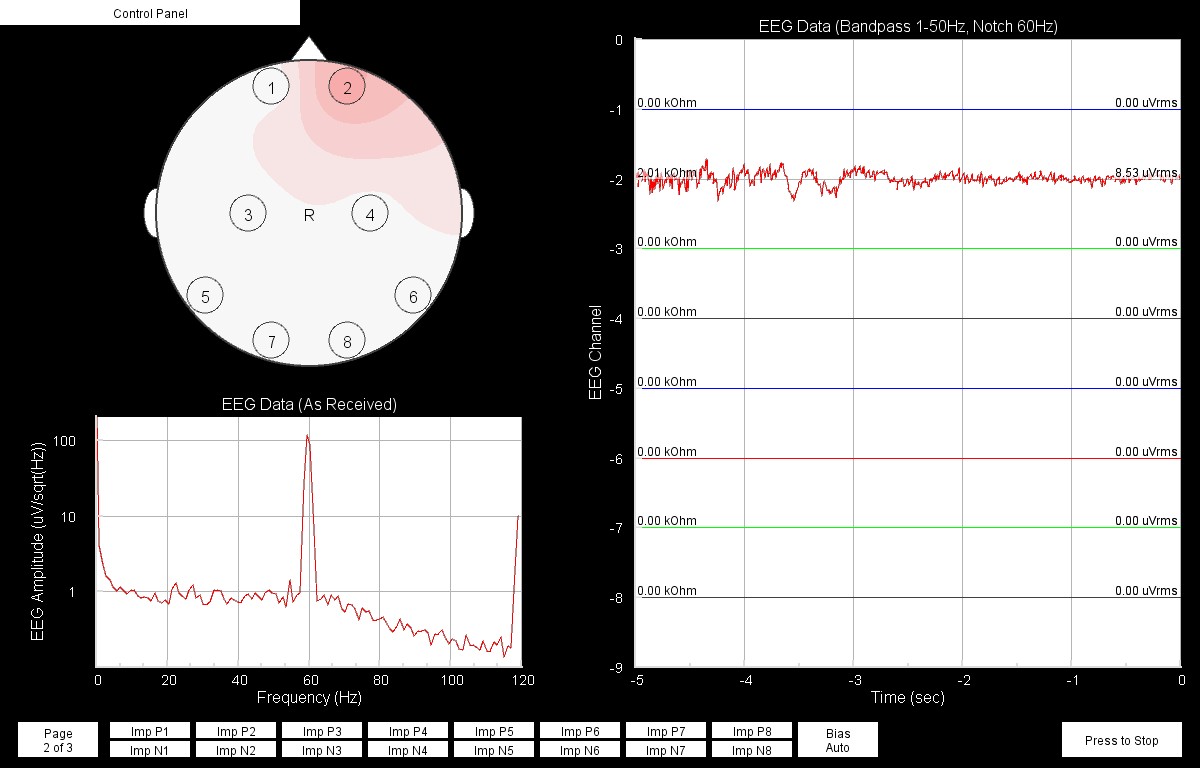 Control Panel
1
2
3
R
4
5
6
7
8
EEG Data (As Received)
100
10
1
EEG Amplitude (uV/sqrt(Hz))
0 20 40 60 80 100 120
Frequency (Hz)
EEG Data (Bandpass 1-50Hz, Notch 60Hz)
0
-1
0.00 kOhm 0.00 uVrms
-2
2.01 kOhm 8.53 uVrms
-3
0.00 kOhm 0.00 uVrms
-4
0.00 kOhm 0.00 uVrms
-5
0.00 kOhm 0.00 uVrms
-6
0.00 kOhm 0.00 uVrms
-7
0.00 kOhm 0.00 uVrms
-8
0.00 kOhm 0.00 uVrms
-9
EEG Channel
-5 -4 -3 -2 -1 0
Time (sec)
Page
2 of 3
Imp P1 Imp P2 Imp P3 Imp P4 Imp P5 Imp P6 Imp P7 Imp P8
Imp N1 Imp N2 Imp N3 Imp N4 Imp N5 Imp N6 Imp N7 Imp N8
Bias
Auto
Press to Stop